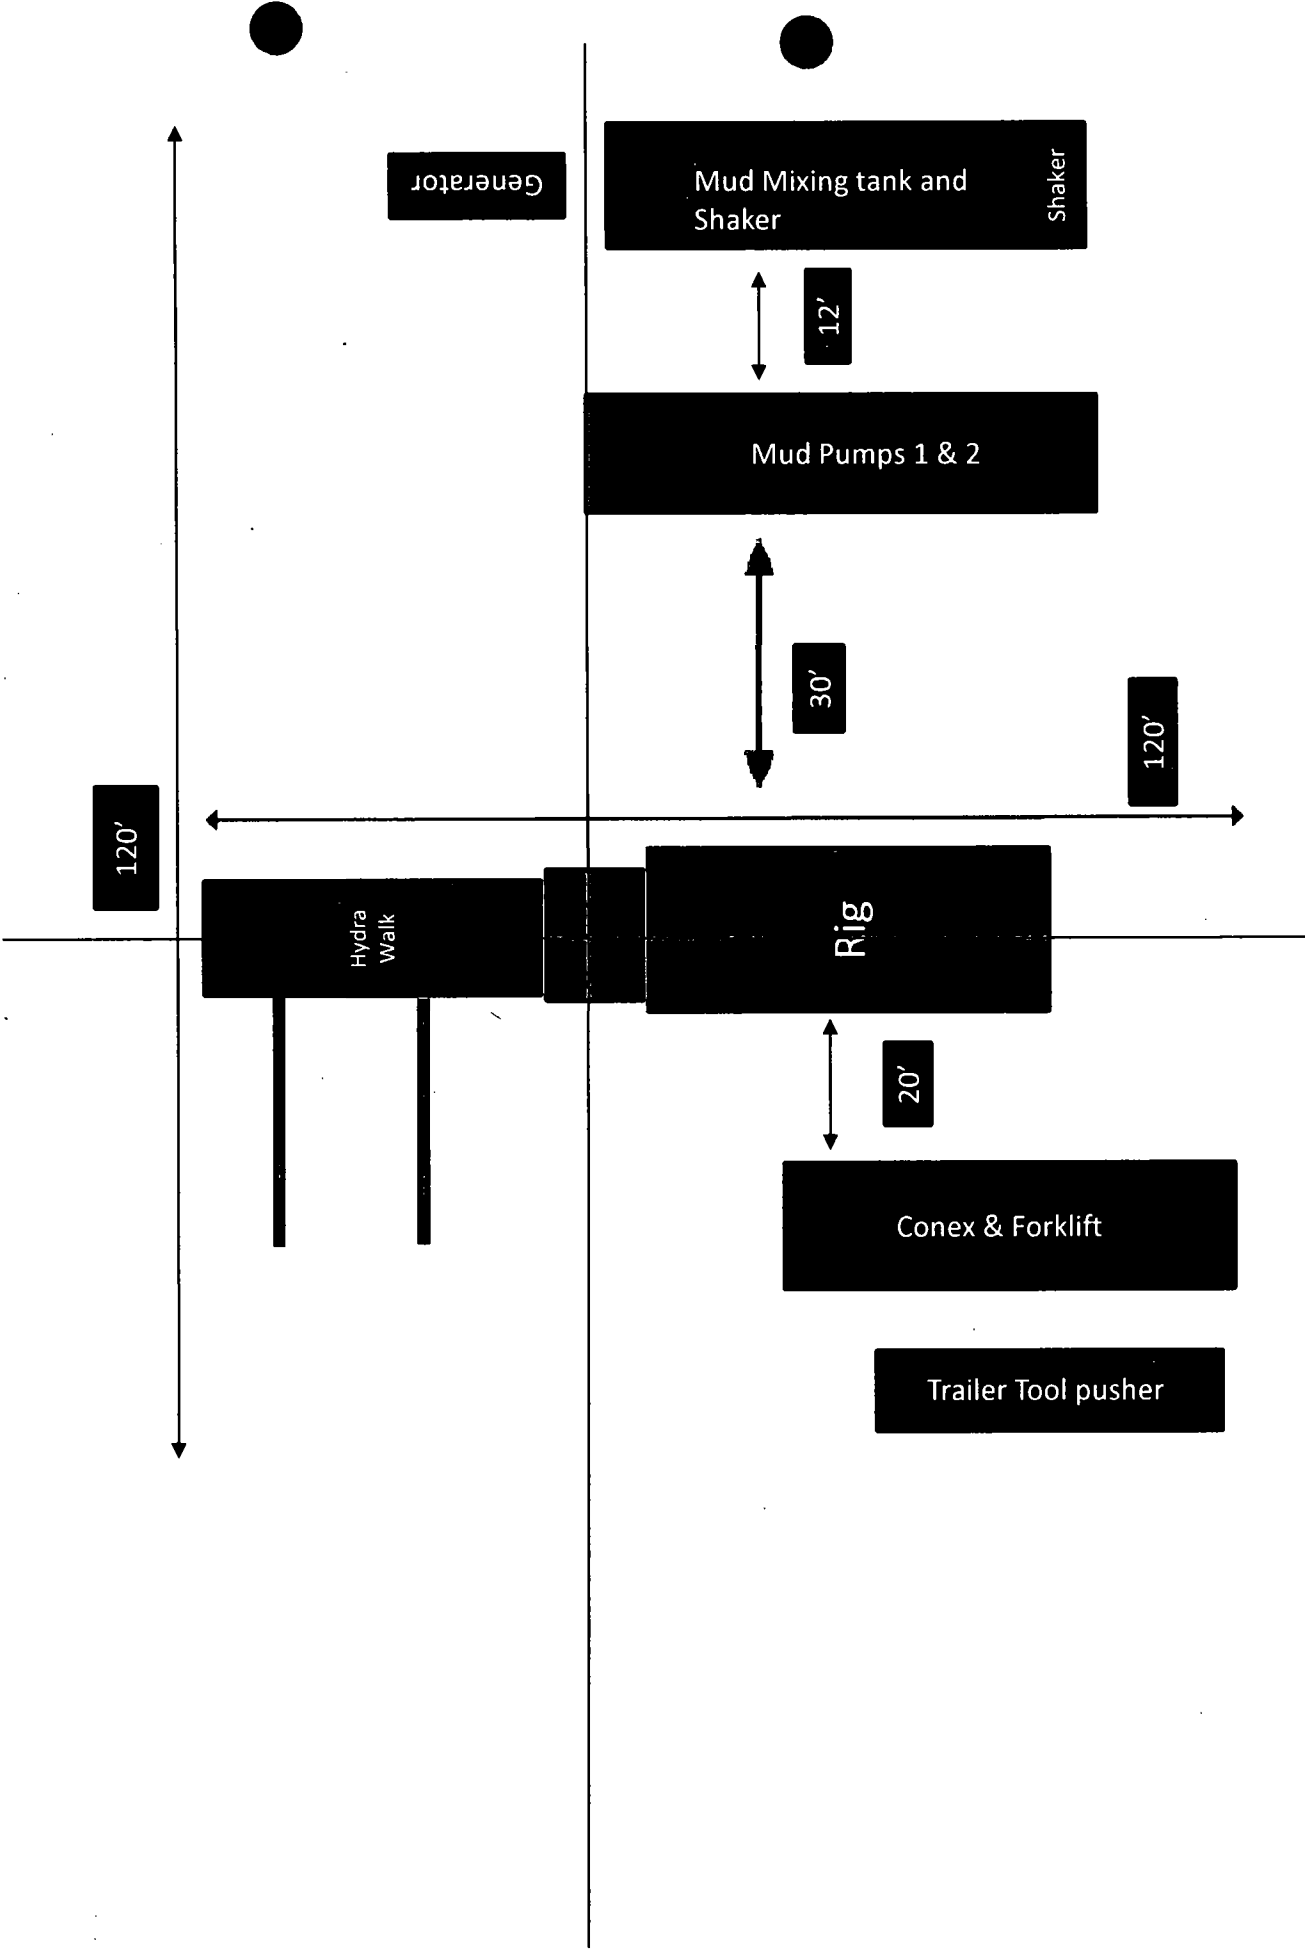 Generator
Mud Mixing tank and
Shaker
Shaker
12'
Mud Pumps 1 & 2
30'
120'
120'
Hydra
Walk
Rig
20'
Conex & Forklift
Trailer Tool pusher